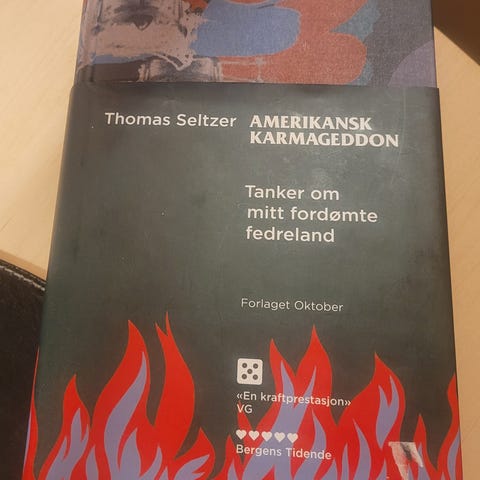 Thomas Seltzer
AMERIKANSK
KARMAGEDDON
Tanker om
mitt fordømte
fedreland
Forlaget Oktober
«En kraftprestasjon»
VG
Bergens Tidende